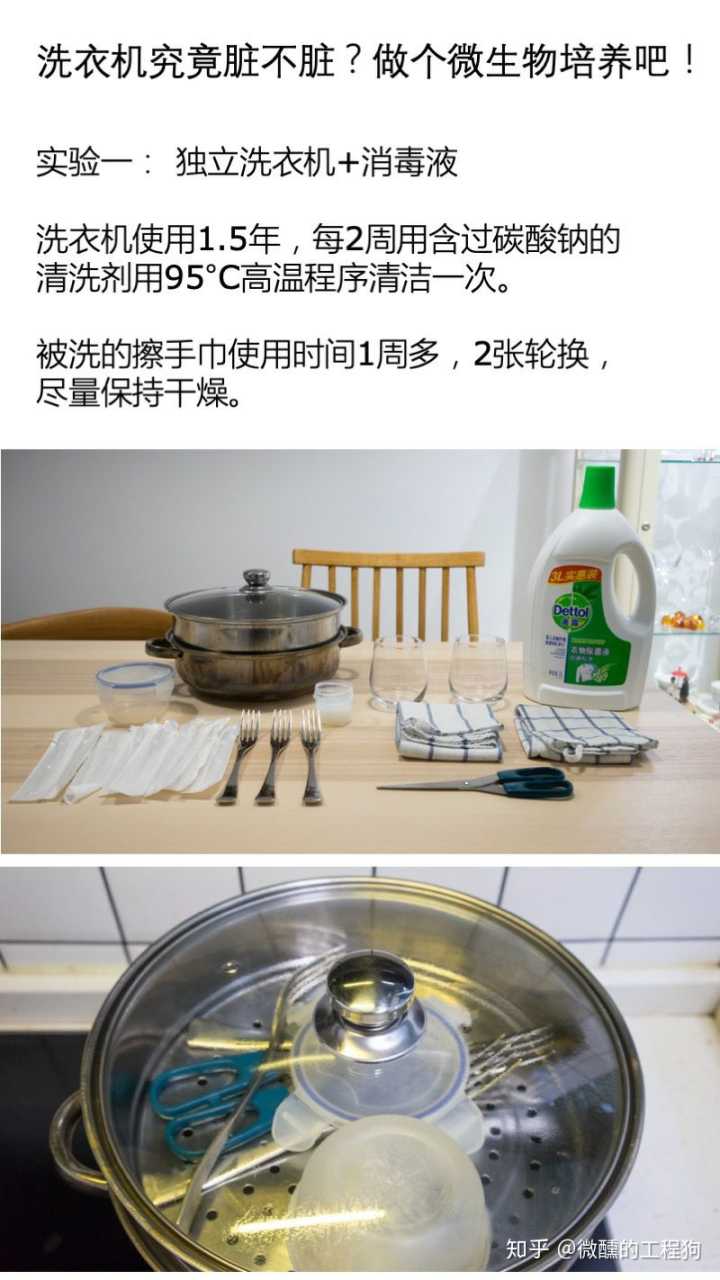 洗衣机究竟脏不脏？做个微生物培养吧！
实验一： 独立洗衣机+消毒液
洗衣机使用1.5年，每2周用含过碳酸钠的
清洗剂用95°C高温程序清洁一次。
被洗的擦手巾使用时间1周多，2张轮换，
尽量保持干燥。
3L实惠装
Dettol
衣物除菌液
知乎 @微醺的工程狗